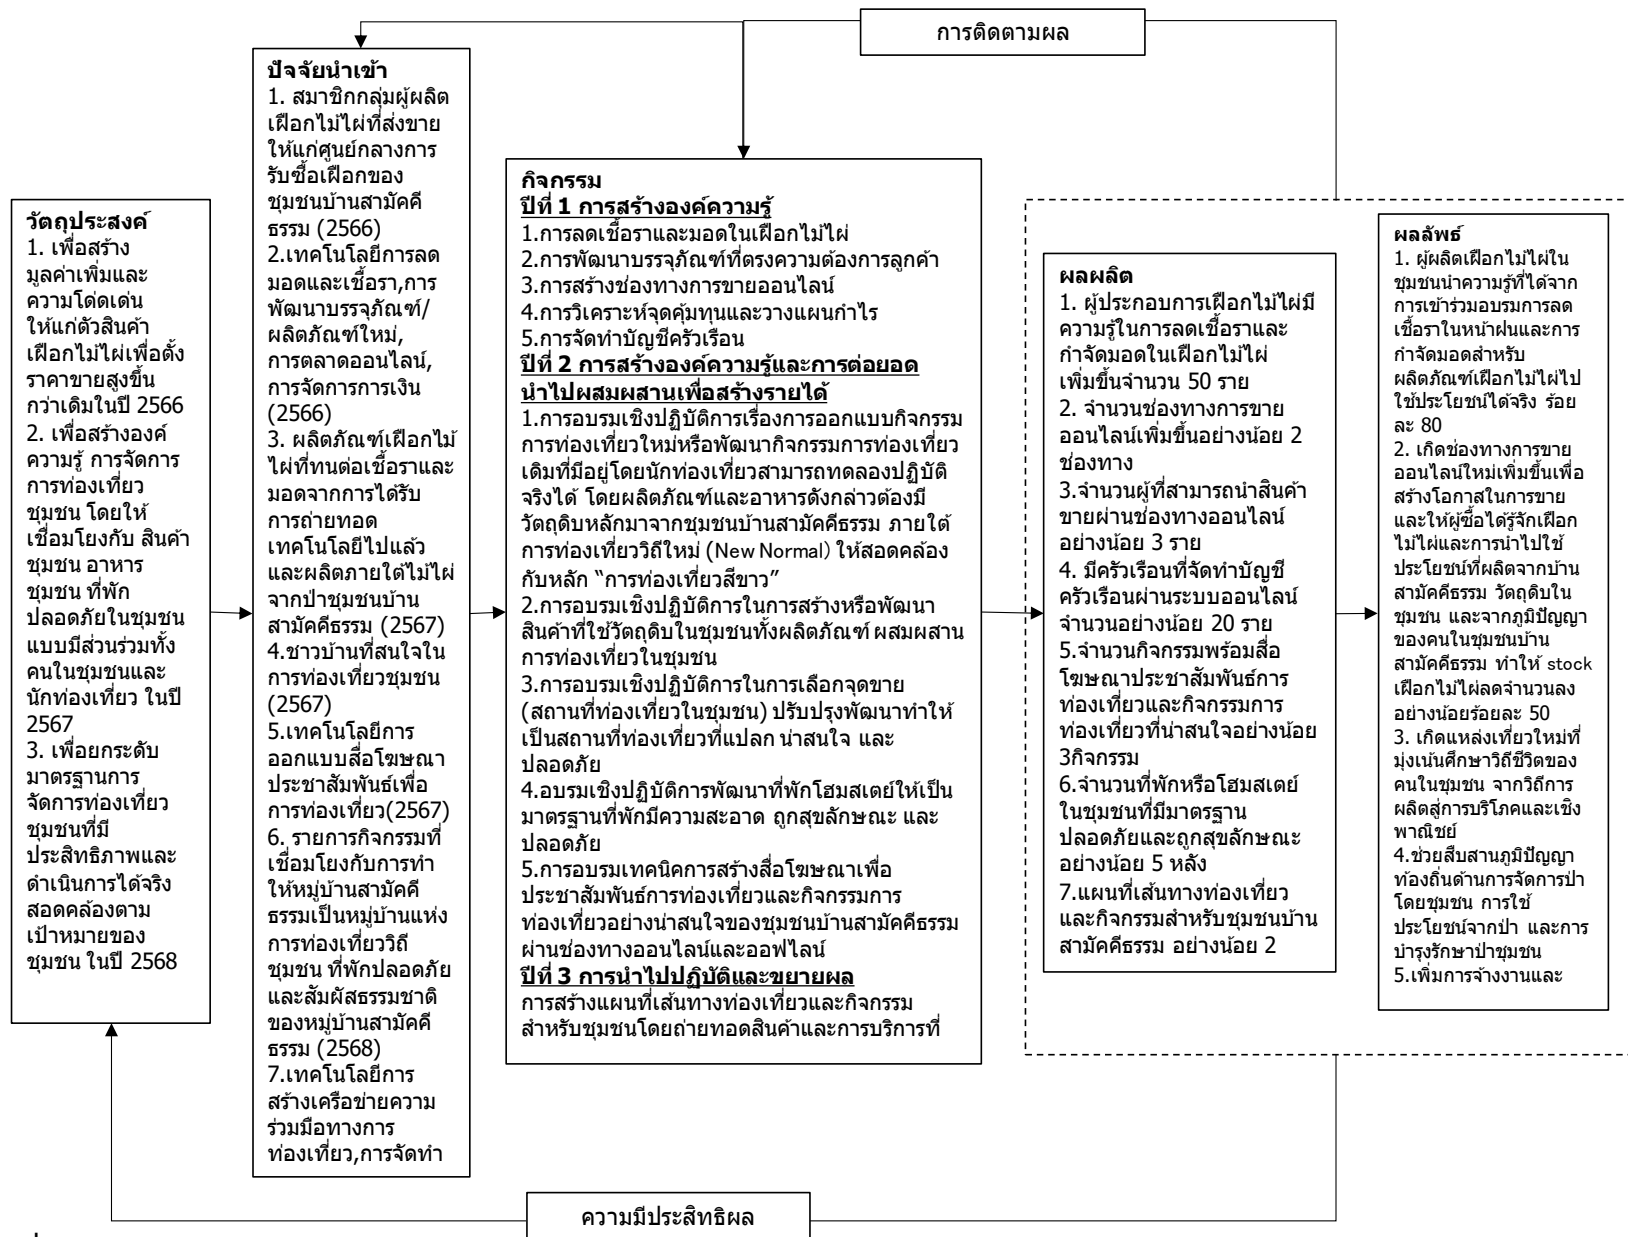 การติดตามผล
วัตถุประสงค์
1. เพื่อสร้าง
มูลค่าเพิ่มและ
ความโดดเด่น
ให้แก่ตัวสินค้า
เฝือกไม้ไผ่เพื่อตั้ง
ราคาขายสูงขึ้น
กว่าเดิมในปี 2566
2. เพื่อสร้างองค์
ความรู้ การจัดการ
การท่องเที่ยว
ชุมชน โดยให้
เชื่อมโยงกับ สินค้า
ชุมชน อาหาร
ชุมชน ที่พัก
ปลอดภัยในชุมชน
แบบมีส่วนร่วมทั้ง
คนในชุมชนและ
นักท่องเที่ยว ในปี
2567
3. เพื่อยกระดับ
มาตรฐานการ
จัดการท่องเที่ยว
ชุมชนที่มี
ประสิทธิภาพและ
ดำเนินการได้จริง
สอดคล้องตาม
เป้าหมายของ
ชุมชน ในปี 2568
ปัจจัยนำเข้า
1. สมาชิกกลุ่มผู้ผลิต
เฝือกไม้ไผ่ที่ส่งขาย
ให้แก่ศูนย์กลางการ
รับซื้อเฝือกของ
ชุมชนบ้านสามัคคี
ธรรม (2566)
2.เทคโนโลยีการลด
มอดและเชื้อรา,การ
พัฒนาบรรจุภัณฑ์/
ผลิตภัณฑ์ใหม่,
การตลาดออนไลน์,
การจัดการการเงิน
(2566)
3. ผลิตภัณฑ์เฝือกไม้
ไผ่ที่ทนต่อเชื้อราและ
มอดจากการได้รับ
การถ่ายทอด
เทคโนโลยีไปแล้ว
และผลิตภายใต้ไม้ไผ่
จากป่าชุมชนบ้าน
สามัคคีธรรม (2567)
4.ชาวบ้านที่สนใจใน
การท่องเที่ยวชุมชน
(2567)
5.เทคโนโลยีการ
ออกแบบสื่อโฆษณา
ประชาสัมพันธ์เพื่อ
การท่องเที่ยว(2567)
6. รายการกิจกรรมที่
เชื่อมโยงกับการทำ
ให้หมู่บ้านสามัคคี
ธรรมเป็นหมู่บ้านแห่ง
การท่องเที่ยววิถี
ชุมชน ที่พักปลอดภัย
และสัมผัสธรรมชาติ
ของหมู่บ้านสามัคคี
ธรรม (2568)
7.เทคโนโลยีการ
สร้างเครือข่ายความ
ร่วมมือทางการ
ท่องเที่ยว,การจัดทำ
กิจกรรม
ปีที่ 1 การสร้างองค์ความรู้
1.การลดเชื้อราและมอดในเฝือกไม้ไผ่
2.การพัฒนาบรรจุภัณฑ์ที่ตรงความต้องการลูกค้า
3.การสร้างช่องทางการขายออนไลน์
4.การวิเคราะห์จุดคุ้มทุนและวางแผนกำไร
5.การจัดทำบัญชีครัวเรือน
ปีที่ 2 การสร้างองค์ความรู้และการต่อยอด
นำไปผสมผสานเพื่อสร้างรายได้
1.การอบรมเชิงปฏิบัติการเรื่องการออกแบบกิจกรรม
การท่องเที่ยวใหม่หรือพัฒนากิจกรรมการท่องเที่ยว
เดิมที่มีอยู่โดยนักท่องเที่ยวสามารถทดลองปฏิบัติ
จริงได้ โดยผลิตภัณฑ์และอาหารดังกล่าวต้องมี
วัตถุดิบหลักมาจากชุมชนบ้านสามัคคีธรรม ภายใต้
การท่องเที่ยววิถีใหม่ (New Normal) ให้สอดคล้อง
กับหลัก “การท่องเที่ยวสีขาว”
2.การอบรมเชิงปฏิบัติการในการสร้างหรือพัฒนา
สินค้าที่ใช้วัตถุดิบในชุมชนทั้งผลิตภัณฑ์ ผสมผสาน
การท่องเที่ยวในชุมชน
3.การอบรมเชิงปฏิบัติการในการเลือกจุดขาย
(สถานที่ท่องเที่ยวในชุมชน) ปรับปรุงพัฒนาทำให้
เป็นสถานที่ท่องเที่ยวที่แปลก น่าสนใจ และ
ปลอดภัย
4.อบรมเชิงปฏิบัติการพัฒนาที่พักโฮมสเตย์ให้เป็น
มาตรฐานที่พักมีความสะอาด ถูกสุขลักษณะ และ
ปลอดภัย
5.การอบรมเทคนิคการสร้างสื่อโฆษณาเพื่อ
ประชาสัมพันธ์การท่องเที่ยวและกิจกรรมการ
ท่องเที่ยวอย่างน่าสนใจของชุมชนบ้านสามัคคีธรรม
ผ่านช่องทางออนไลน์และออฟไลน์
ปีที่ 3 การนำไปปฏิบัติและขยายผล
การสร้างแผนที่เส้นทางท่องเที่ยวและกิจกรรม
สำหรับชุมชนโดยถ่ายทอดสินค้าและการบริการที่
ผลผลิต
1. ผู้ประกอบการเฝือกไม้ไผ่มี
ความรู้ในการลดเชื้อราและ
กำจัดมอดในเฝือกไม้ไผ่
เพิ่มขึ้นจำนวน 50 ราย
2. จำนวนช่องทางการขาย
ออนไลน์เพิ่มขึ้นอย่างน้อย 2
ช่องทาง
3.จำนวนผู้ที่สามารถนำสินค้า
ขายผ่านช่องทางออนไลน์
อย่างน้อย 3 ราย
4. มีครัวเรือนที่จัดทำบัญชี
ครัวเรือนผ่านระบบออนไลน์
จำนวนอย่างน้อย 20 ราย
5.จำนวนกิจกรรมพร้อมสื่อ
โฆษณาประชาสัมพันธ์การ
ท่องเที่ยวและกิจกรรมการ
ท่องเที่ยวที่น่าสนใจอย่างน้อย
3กิจกรรม
6.จำนวนที่พักหรือโฮมสเตย์
ในชุมชนที่มีมาตรฐาน
ปลอดภัยและถูกสุขลักษณะ
อย่างน้อย 5 หลัง
7.แผนที่เส้นทางท่องเที่ยว
และกิจกรรมสำหรับชุมชนบ้าน
สามัคคีธรรม อย่างน้อย 2
ผลลัพธ์
1. ผู้ผลิตเฝือกไม้ไผ่ใน
ชุมชนนำความรู้ที่ได้จาก
การเข้าร่วมอบรมการลด
เชื้อราในหน้าฝนและการ
กำจัดมอดสำหรับ
ผลิตภัณฑ์เฝือกไม้ไผ่ไป
ใช้ประโยชน์ได้จริง ร้อย
ละ 80
2. เกิดช่องทางการขาย
ออนไลน์ใหม่เพิ่มขึ้นเพื่อ
สร้างโอกาสในการขาย
และให้ผู้ซื้อได้รู้จักเฝือก
ไม้ไผ่และการนำไปใช้
ประโยชน์ที่ผลิตจากบ้าน
สามัคคีธรรม วัตถุดิบใน
ชุมชน และจากภูมิปัญญา
ของคนในชุมชนบ้าน
สามัคคีธรรม ทำให้ stock
เฝือกไม้ไผ่ลดจำนวนลง
อย่างน้อยร้อยละ 50
3. เกิดแหล่งเที่ยวใหม่ที่
มุ่งเน้นศึกษาวิถีชีวิตของ
คนในชุมชน จากวิถีการ
ผลิตสู่การบริโภคและเชิง
พาณิชย์
4.ช่วยสืบสานภูมิปัญญา
ท้องถิ่นด้านการจัดการป่า
โดยชุมชน การใช้
ประโยชน์จากป่า และการ
บำรุงรักษาป่าชุมชน
5.เพิ่มการจ้างงานและ
ความมีประสิทธิผล